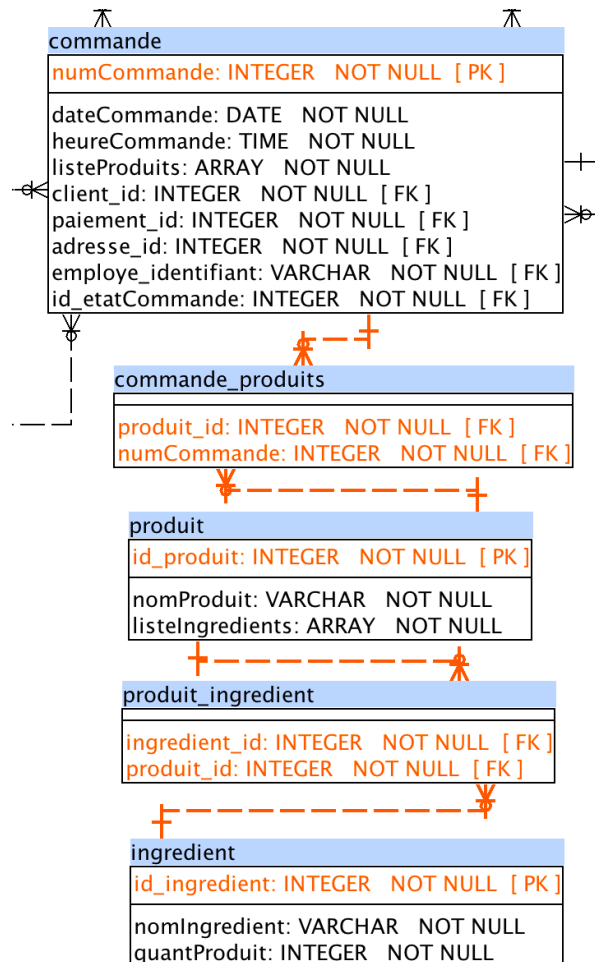 commande
numCommande: INTEGER NOT NULL [ PK ]
dateCommande: DATE NOT NULL
heureCommande: TIME NOT NULL
listeProduits: ARRAY NOT NULL
client_id: INTEGER NOT NULL [ FK ]
paiement_id: INTEGER NOT NULL [ FK ]
adresse_id: INTEGER NOT NULL [ FK ]
employe_identifiant: VARCHAR NOT NULL [ FK ]
id_etatCommande: INTEGER NOT NULL [ FK ]
commande_produits
produit_id: INTEGER NOT NULL [ FK ]
numCommande: INTEGER NOT NULL [ FK ]
produit
id_produit: INTEGER NOT NULL [ PK ]
nomProduit: VARCHAR NOT NULL
listeIngredients: ARRAY NOT NULL
produit_ingredient
ingredient_id: INTEGER NOT NULL [ FK ]
produit_id: INTEGER NOT NULL [ FK ]
ingredient
id_ingredient: INTEGER NOT NULL [ PK ]
nomIngredient: VARCHAR NOT NULL
quantProduit: INTEGER NOT NULL